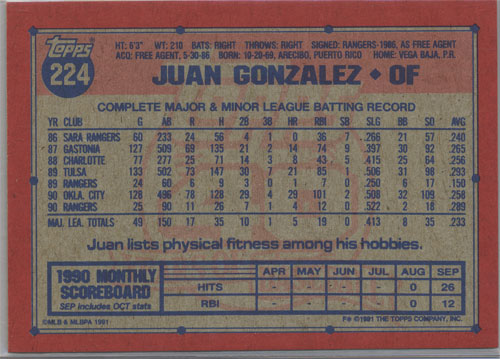 topps
224
HT: 6'3" WT: 210 BATS: RIGHT THROWS: RIGHT SIGNED: RANGERS-1986, AS FREE AGENT
ACQ: FREE AGENT, 5-30-86 BORN: 10-20-69, ARECIBO, PUERTO RICO HOME: VEGA BAJA, P.R.
JUAN GONZALEZ • OF
COMPLETE MAJOR & MINOR LEAGUE BATTING RECORD
YR CLUB G AB R H 2B 3B HR RBI SB SLG BB SO AVG
86 SARA RANGERS 60 233 24 56 4 1 0 36 7 .266 21 57 .240
87 GASTONIA 127 509 69 135 21 2 14 74 9 .397 30 92 .265
88 CHARLOTTE 77 277 25 71 14 3 8 43 5 .415 25 64 .256
89 TULSA 133 502 73 147 30 7 21 85 1 .506 31 98 .293
89 RANGERS 24 60 6 9 3 0 1 7 0 .250 6 17 .150
90 OKLA. CITY 128 496 78 128 29 4 29 101 2 .508 32 109 .258
90 RANGERS 25 90 11 26 7 1 4 12 0 .522 2 18 .289
MAJ. LEA. TOTALS 49 150 17 35 10 1 5 19 0 .413 8 35 .233
Juan lists physical fitness among his hobbies.
1990 MONTHLY SCOREBOARD
SEP includes OCT stats
APR MAY JUN JUL AUG SEP
HITS - - - - 0 26
RBI - - - - 0 12
©MLB & MLBPA 1991
©1991 THE TOPPS COMPANY, INC.